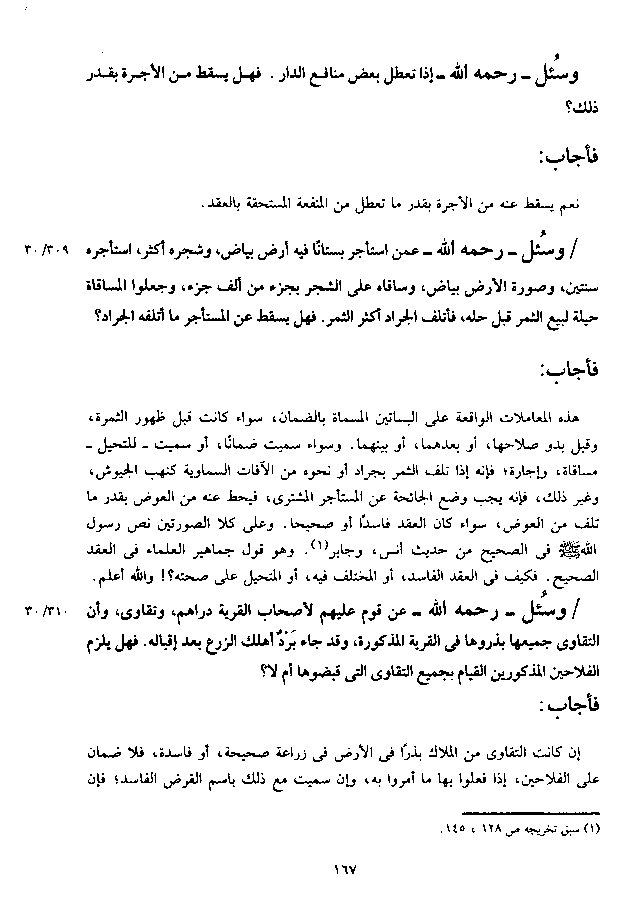 وسُئل ـ رحمه الله ـ إذا تعطل بعض منافع الدار . فهل يسقط من الأجرة بقدر
ذلك؟
فأجاب:
نعم يسقط عنه من الأجرة بقدر ما تعطل من المنفعة المستحقة بالعقد.
/ وسُئل ـ رحمه الله ـ عمن استأجر بستانًا فيه أرض بياض، وشجره أكثر، استأجره ٣٠/٣٠٩
سنتين، وصورة الأرض بياض، وساقاه على الشجر بجزء من ألف جزء، وجعلوا المساقاة
حيلة لبيع الثمر قبل حله، فأتلف الجراد أكثر الثمر. فهل يسقط عن المستأجر ما أتلفه الجراد؟
فأجاب:
هذه المعاملات الواقعة على البساتين المسماة بالضمان، سواء كانت قبل ظهور الثمرة،
وقبل بدو صلاحها، أو بعدهما، أو بينهما. وسواء سميت ضمانًا، أو سميت ـ للتحيل ـ
مساقاة، وإجارة؛ فإنه إذا تلف الثمر بجراد أو نحوه من الآفات السماوية كنهب الجيوش،
وغير ذلك، فإنه يجب وضع الجائحة عن المستأجر المشترى، فيحط عنه من العوض بقدر ما
تلف من العوض، سواء كان العقد فاسدًا أو صحيحا. وعلى كلا الصورتين نص رسول
الله ﷺ فى الصحيح من حديث أنس، وجابر(١). وهو قول جماهير العلماء فى العقد
الصحيح. فكيف فى العقد الفاسد، أو المختلف فيه، أو المتحيل على صحته؟! والله أعلم.
/ وسُئل ـ رحمه الله ـ عن قوم عليهم لأصحاب القرية دراهم، وتقاوى، وأن ٣٠/٣١٠
التقاوى جميعها بذروها فى القرية المذكورة، وقد جاء بَرْدٌ أهلك الزرع بعد إقباله. فهل يلزم
الفلاحين المذكورين القيام بجميع التقاوى التى قبضوها أم لا؟
فأجاب :
إن كانت التقاوى من الملاك بذرًا فى الأرض فى زراعة صحيحة، أو فاسدة، فلا ضمان
على الفلاحين، إذا فعلوا بها ما أمروا به، وإن سميت مع ذلك باسم القرض الفاسد؛ فإن
(١) سبق تخريجه ص ١٢٨ ، ١٤٥ .
١٦٧